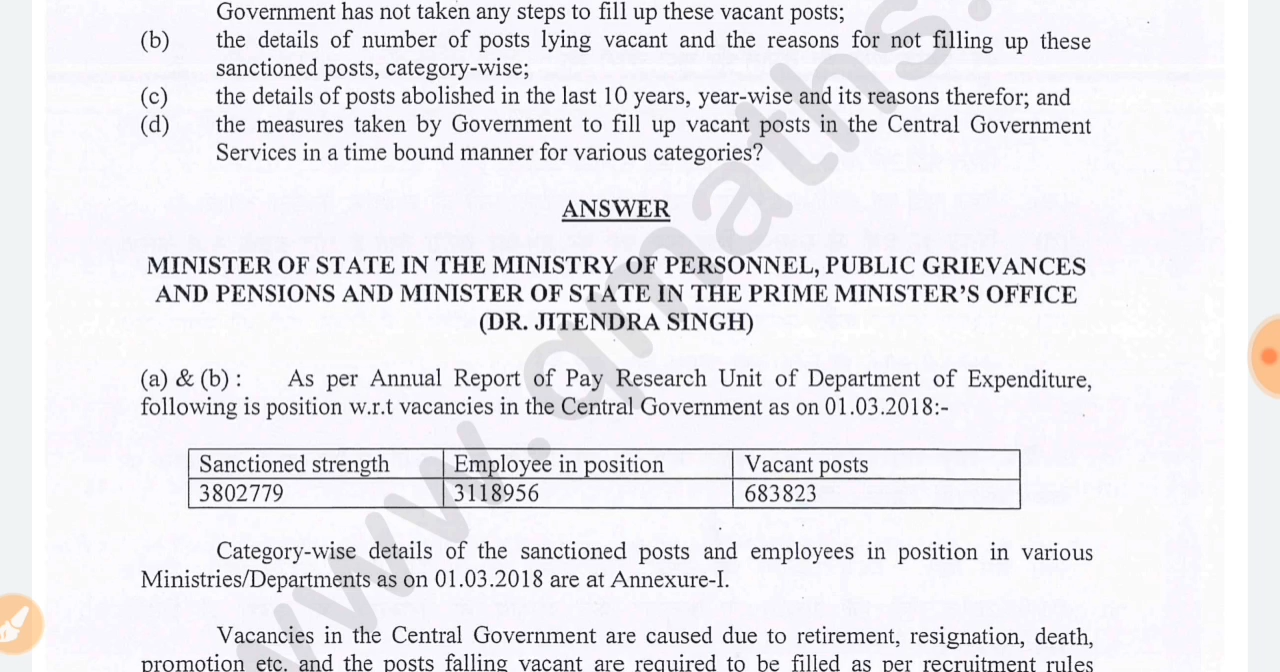 Government has not taken any steps to fill up these vacant posts;
(b) the details of number of posts lying vacant and the reasons for not filling up these
sanctioned posts, category-wise;
(c) the details of posts abolished in the last 10 years, year-wise and its reasons therefor; and
(d) the measures taken by Government to fill up vacant posts in the Central Government
Services in a time bound manner for various categories?
ANSWER
MINISTER OF STATE IN THE MINISTRY OF PERSONNEL, PUBLIC GRIEVANCES
AND PENSIONS AND MINISTER OF STATE IN THE PRIME MINISTER'S OFFICE
(DR. JITENDRA SINGH)
(a) & (b) : As per Annual Report of Pay Research Unit of Department of Expenditure,
following is position w.r.t vacancies in the Central Government as on 01.03.2018:-
Sanctioned strength Employee in position Vacant posts
3802779 3118956 683823
Category-wise details of the sanctioned posts and employees in position in various
Ministries/Departments as on 01.03.2018 are at Annexure-I.
Vacancies in the Central Government are caused due to retirement, resignation, death,
promotion etc. and the posts falling vacant are required to be filled as per recruitment rules
www.qmaths.